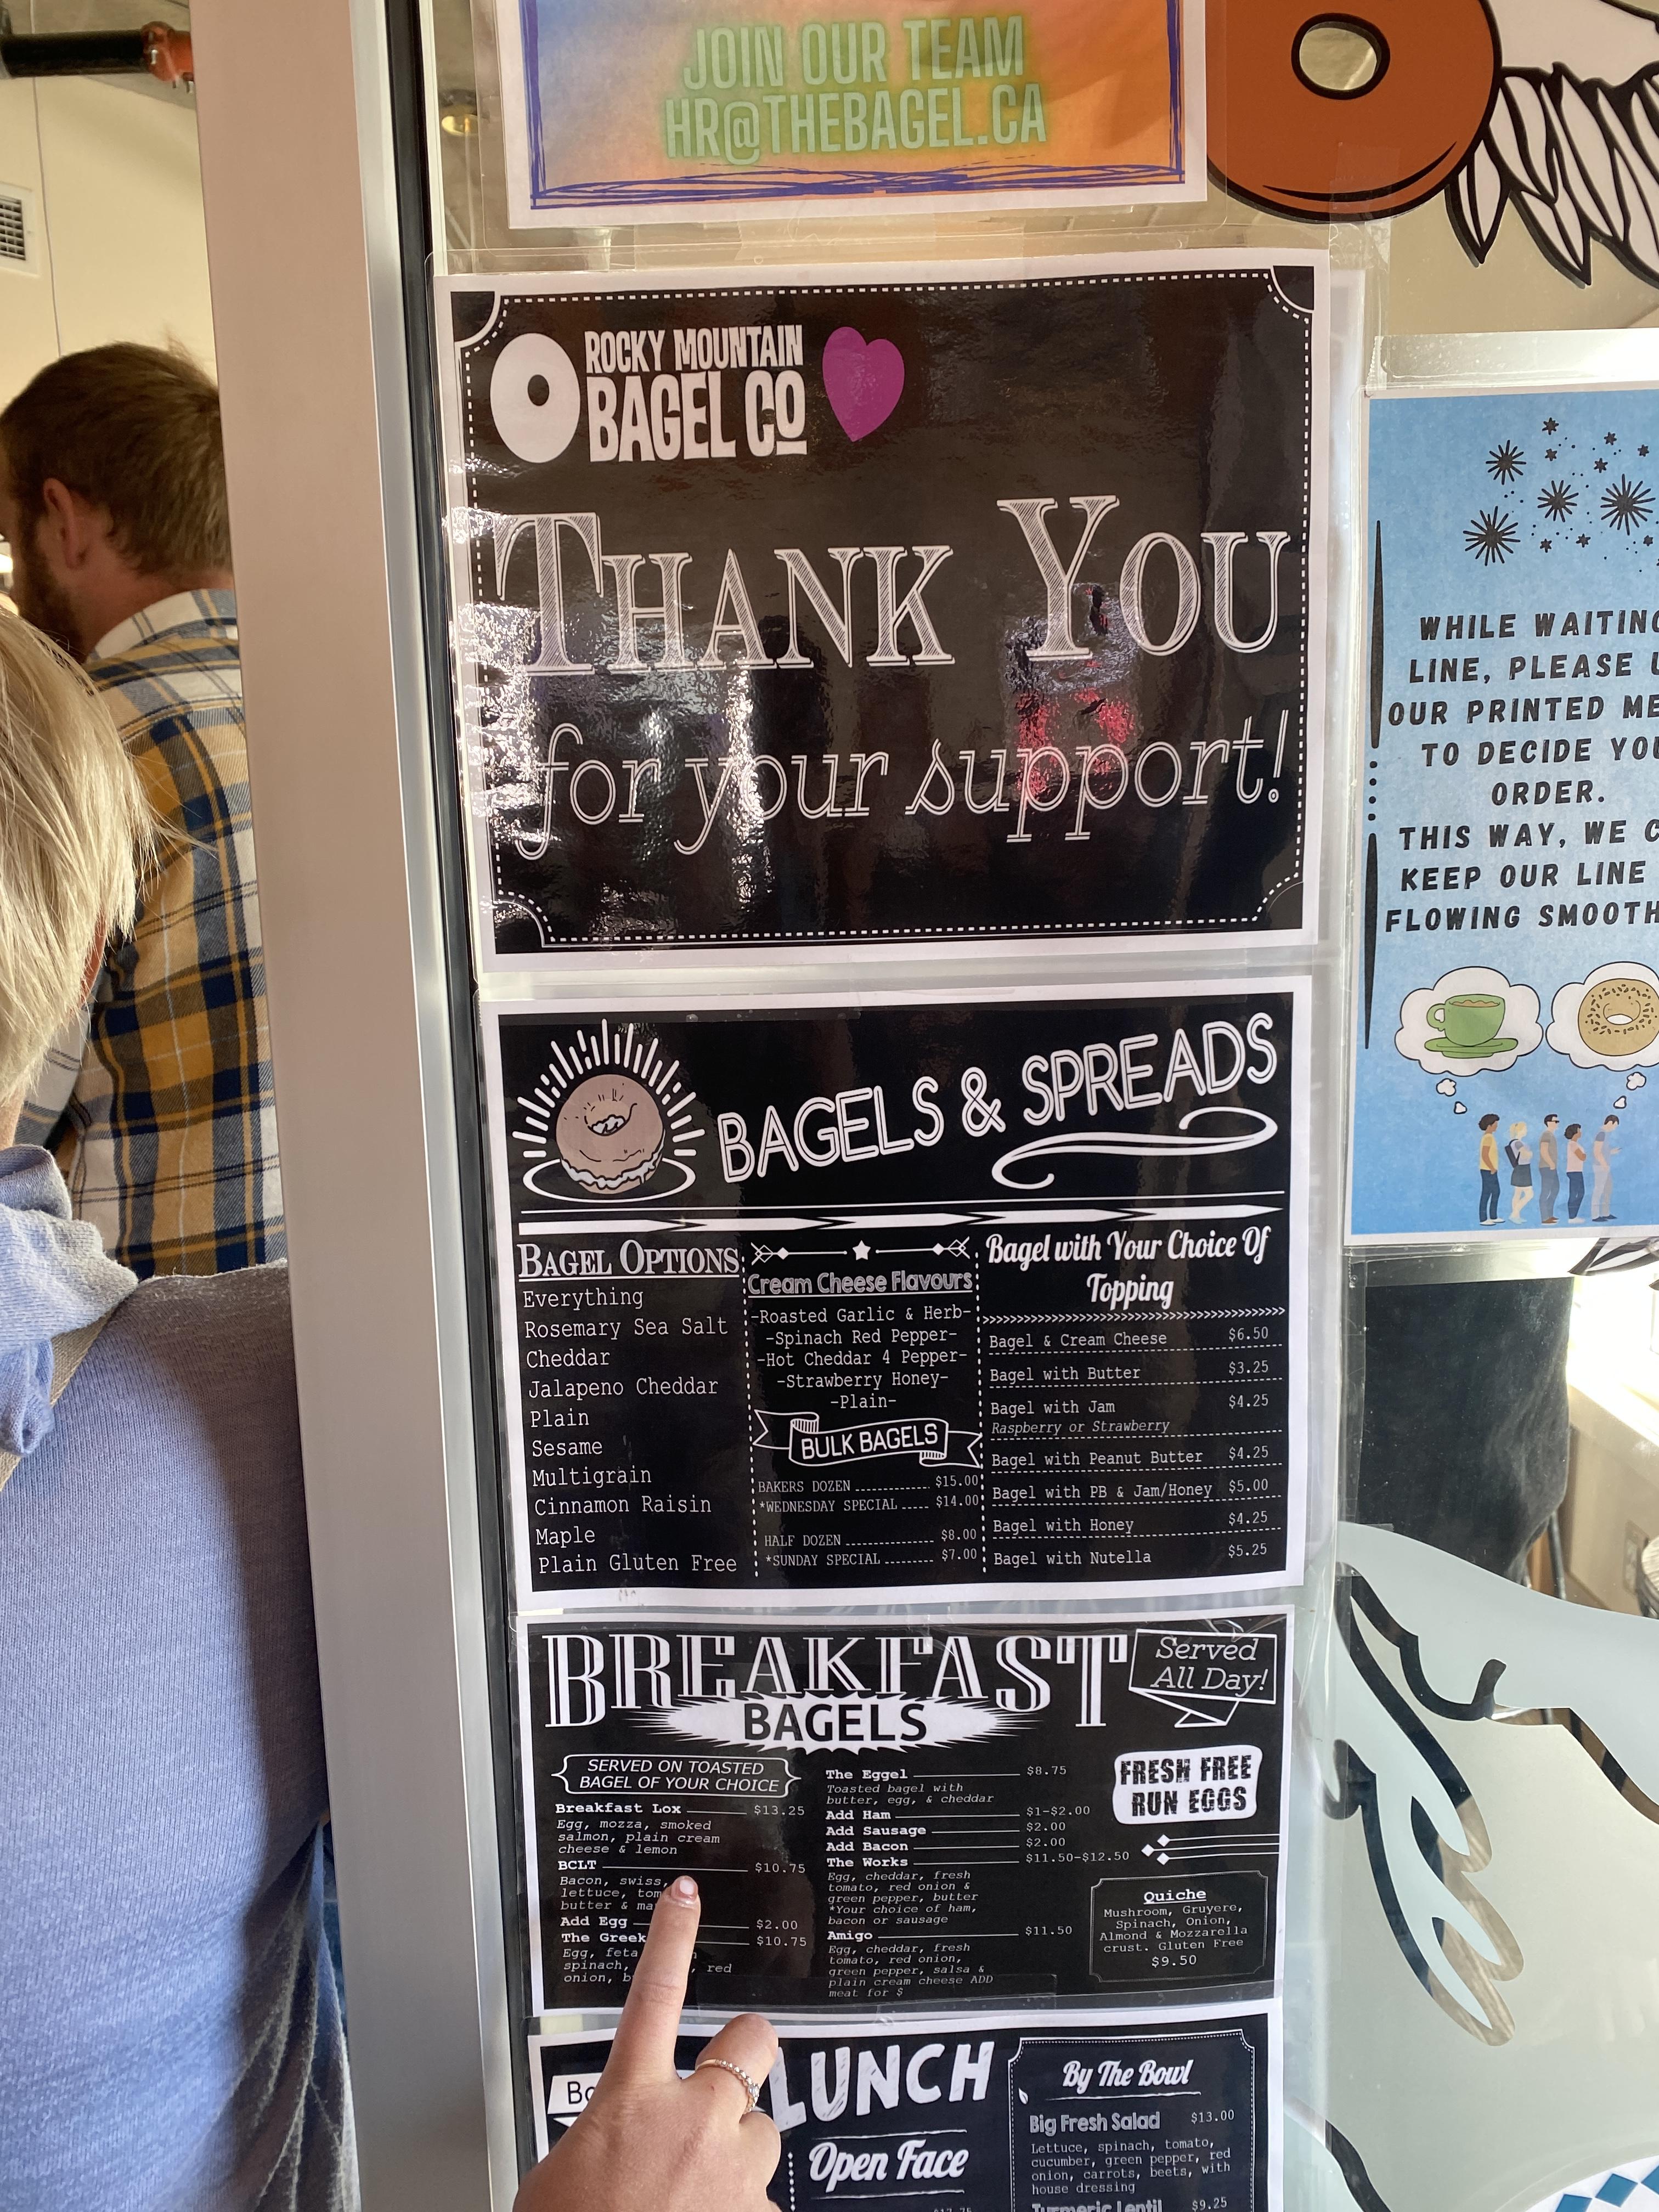 JOIN OUR TEAM
HR@THEBAGEL.CA
ROCKY MOUNTAIN
BAGEL CO
THANK YOU
for your support!
WHILE WAITING
LINE, PLEASE
OUR PRINTED
TO DECIDE
ORDER.
THIS WAY, WE
KEEP OUR LINE
FLOWING
BAGELS & SPREADS
BAGEL OPTIONS
Everything
Rosemary Sea Salt
Cheddar
Jalapeno Cheddar
Plain
Sesame
Multigrain
Cinnamon Raisin
Maple
Plain Gluten Free
Cream Cheese Flavours
-Roasted Garlic & Herb-
-Spinach Red Pepper-
-Hot Cheddar 4 Pepper-
-Strawberry Honey-
-Plain-
BULK BAGELS
BAKERS DOZEN $15.00
*WEDNESDAY SPECIAL $14.00
HALF DOZEN $8.00
*SUNDAY SPECIAL $7.00
Bagel with Your Choice Of
Topping
Bagel & Cream Cheese $6.50
Bagel with Butter $3.25
Bagel with Jam $4.25
Raspberry or Strawberry
Bagel with Peanut Butter $4.25
Bagel with PB & Jam/Honey $5.00
Bagel with Honey $4.25
Bagel with Nutella $5.25
BREAKFAST
BAGELS
Served
All Day!
SERVED ON TOASTED
BAGEL OF YOUR CHOICE
Breakfast Lox $13.25
Egg, mozza, smoked
salmon, plain cream
cheese & lemon
BCLT $10.75
Bacon, swiss,
lettuce,
butter &
Add Egg $2.00
The Greek $10.75
Egg, feta
spinach, red
onion,
The Eggel $8.75
Toasted bagel with
butter, egg, & cheddar
Add Ham $1-$2.00
Add Sausage $2.00
Add Bacon $2.00
The Works $11.50-$12.50
Egg, cheddar, fresh
tomato, red onion &
green pepper, butter
*Your choice of ham,
bacon or sausage
Amigo $11.50
Egg, cheddar, fresh
tomato, red onion,
green pepper, salsa &
plain cream cheese ADD
meat for $
FRESH FREE
RUN EGGS
Quiche
Mushroom, Gruyere,
Spinach, Onion,
Almond & Mozzarella
crust. Gluten Free
$9.50
LUNCH
Open Face
By The Bowl
Big Fresh Salad $13.00
Lettuce, spinach, tomato,
cucumber, green pepper, red
onion, carrots, beets, with
house dressing
Turmeric Lentil $9.25